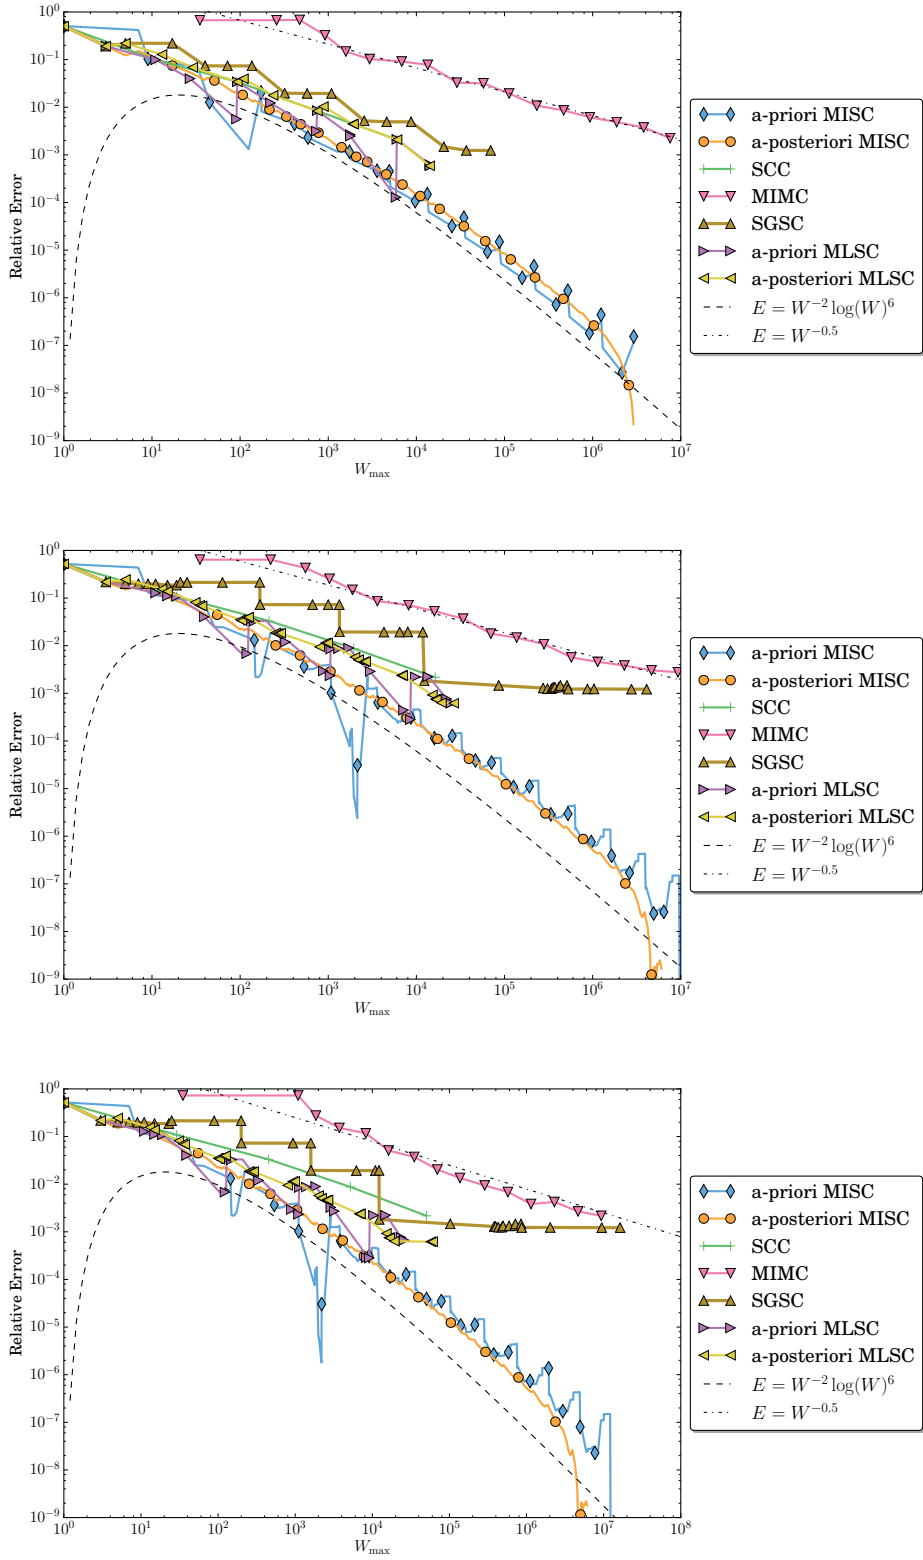 10^0
10^-1
10^-2
10^-3
10^-4
10^-5
10^-6
10^-7
10^-8
10^-9
Relative Error
10^0 10^1 10^2 10^3 10^4 10^5 10^6 10^7
W_max
a-priori MISC
a-posteriori MISC
SCC
MIMC
SGSC
a-priori MLSC
a-posteriori MLSC
E = W^-2 log(W)^6
E = W^-0.5
10^0
10^-1
10^-2
10^-3
10^-4
10^-5
10^-6
10^-7
10^-8
10^-9
Relative Error
10^0 10^1 10^2 10^3 10^4 10^5 10^6 10^7
W_max
a-priori MISC
a-posteriori MISC
SCC
MIMC
SGSC
a-priori MLSC
a-posteriori MLSC
E = W^-2 log(W)^6
E = W^-0.5
10^0
10^-1
10^-2
10^-3
10^-4
10^-5
10^-6
10^-7
10^-8
10^-9
Relative Error
10^0 10^1 10^2 10^3 10^4 10^5 10^6 10^7 10^8
W_max
a-priori MISC
a-posteriori MISC
SCC
MIMC
SGSC
a-priori MLSC
a-posteriori MLSC
E = W^-2 log(W)^6
E = W^-0.5